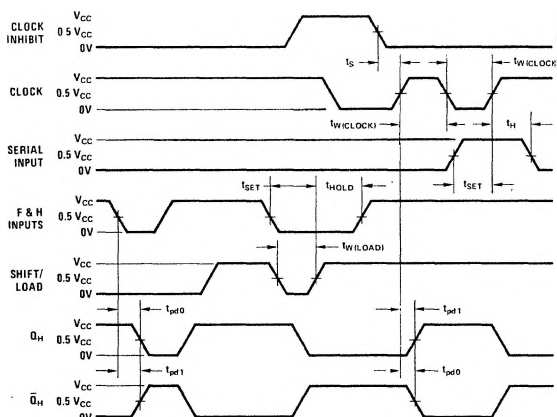 CLOCK INHIBIT
VCC
0 5 VCC
0V
tS
tW(CLOCK
CLOCK
VCC
0.5 VCC
0V
tW(CLOCK)
tH
SERIAL INPUT
VCC
0.5 VCC
0V
tSET
tSET
tHOLD
F & H INPUTS
VCC
0.5 VCC
0V
tW(LOAD)
SHIFT/ LOAD
VCC
0.5 VCC
0V
tpd0
tpd1
QH
VCC
0.5 VCC
0V
tpd1
tpd0
Q̅H
VCC
0.5 VCC
0V